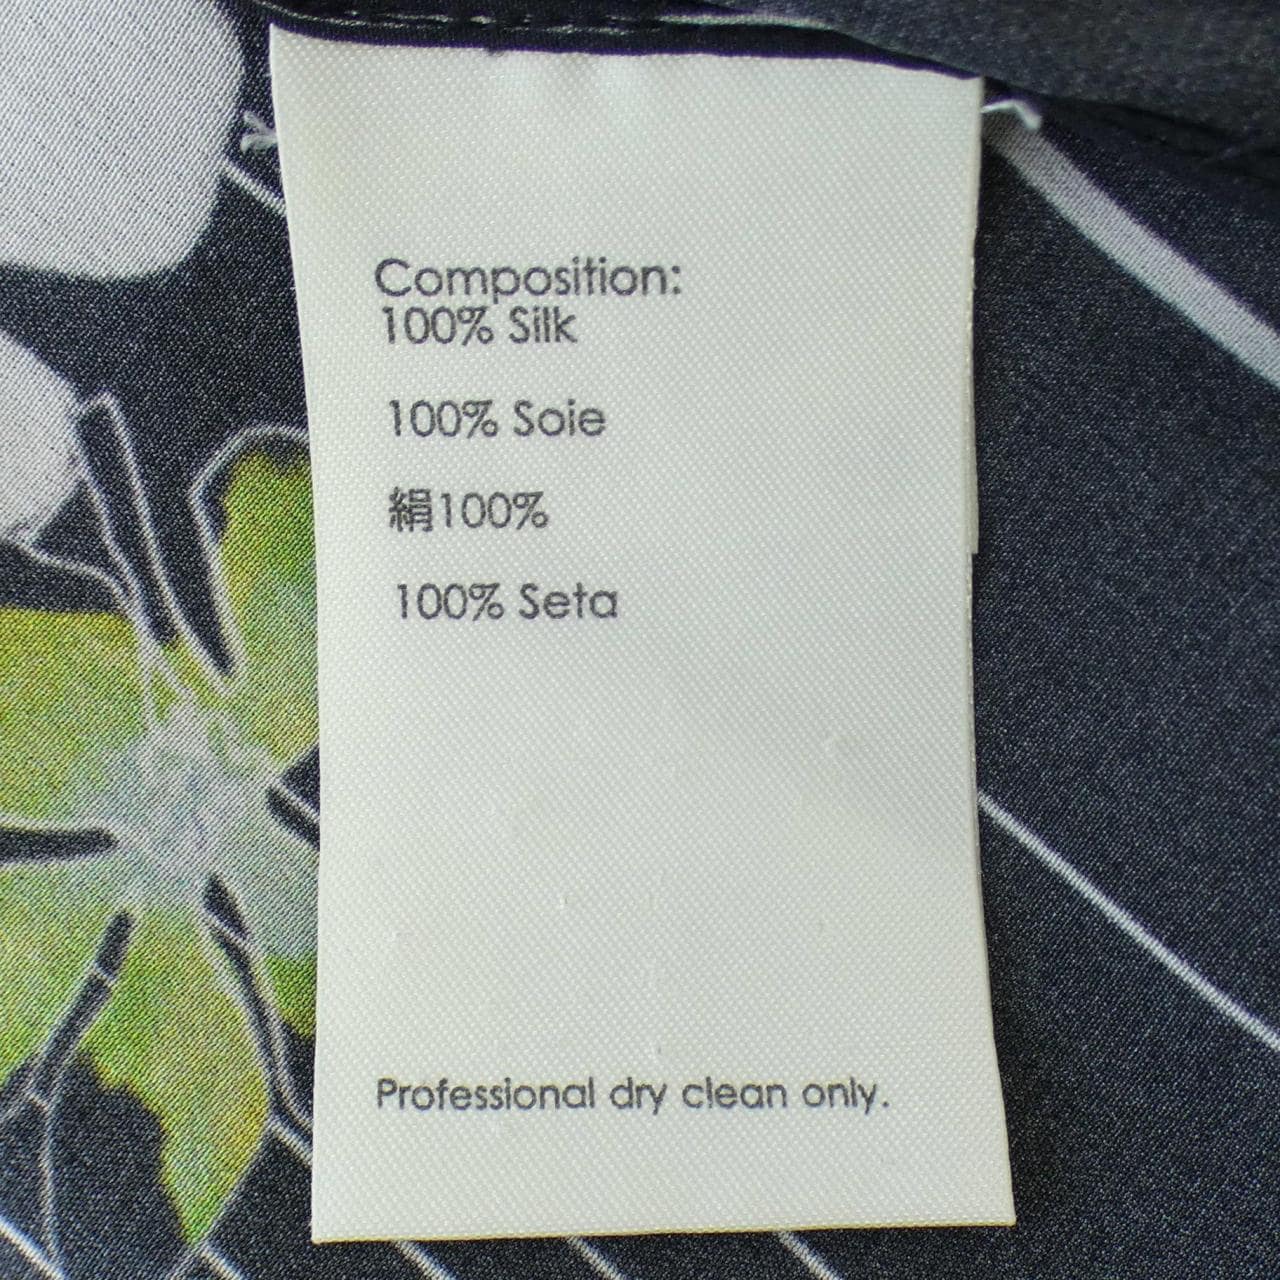 Composition:
100% Silk
100% Soie
絹100%
100% Seta
Professional dry clean only.